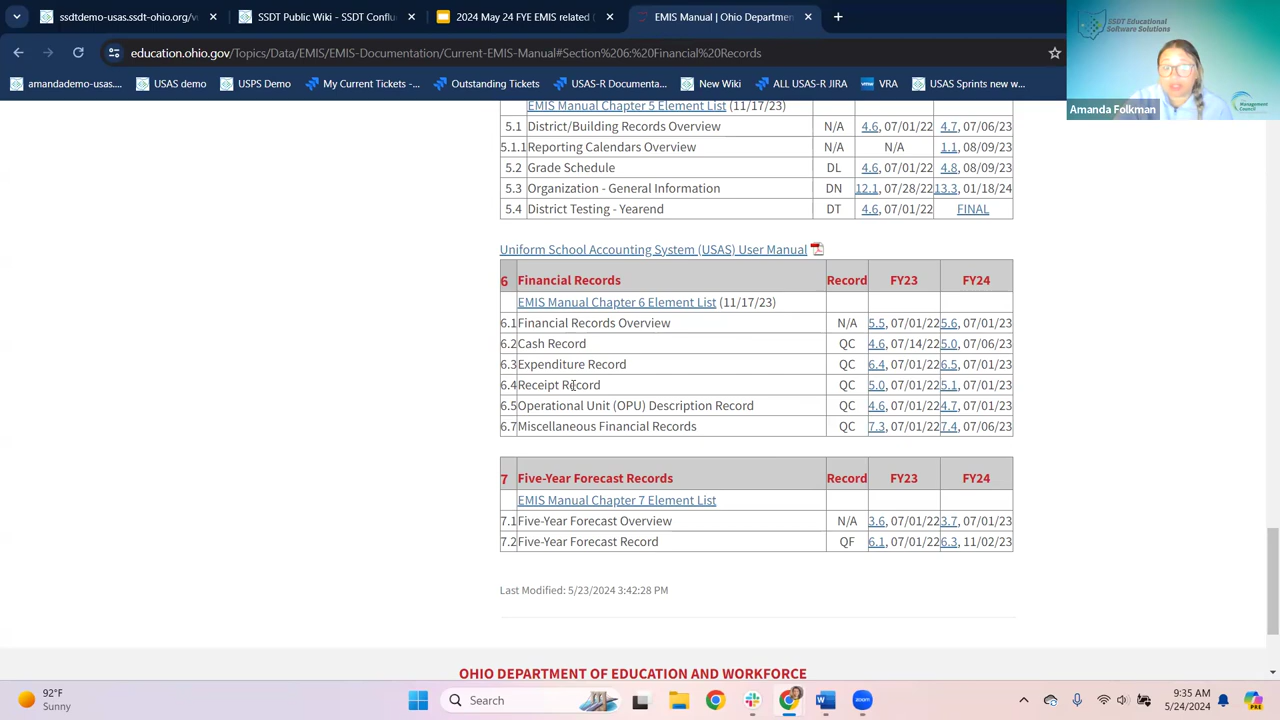 usasdemo-usas.ssdt-ohio.org/v
SSDT Public Wiki - SSDT Conflu
2024 May 24 FYE EMIS related (
EMIS Manual | Ohio Departmen
education.ohio.gov/Topics/Data/EMIS/EMIS-Documentation/Current-EMIS-Manual#Section%206:%20Financial%20Records
amandademo-usas....
USAS demo
USPS Demo
My Current Tickets -...
Outstanding Tickets
USAS-R Documentati...
New Wiki
ALL USAS-R JIRA
VRA
USAS Sprints new w...
SSDT Educational
Software Solutions
Management
Council
Amanda Folkman
EMIS Manual Chapter 5 Element List (11/17/23)
5.1 District/Building Records Overview N/A 4.6, 07/01/22 4.7, 07/06/23
5.1.1 Reporting Calendars Overview N/A N/A 1.1, 08/09/23
5.2 Grade Schedule DL 4.6, 07/01/22 4.8, 08/09/23
5.3 Organization - General Information DN 12.1, 07/28/22 13.3, 01/18/24
5.4 District Testing - Yearend DT 4.6, 07/01/22 FINAL
Uniform School Accounting System (USAS) User Manual
6 Financial Records Record FY23 FY24
EMIS Manual Chapter 6 Element List (11/17/23)
6.1 Financial Records Overview N/A 5.5, 07/01/22 5.6, 07/01/23
6.2 Cash Record QC 4.6, 07/14/22 5.0, 07/06/23
6.3 Expenditure Record QC 6.4, 07/01/22 6.5, 07/01/23
6.4 Receipt Record QC 5.0, 07/01/22 5.1, 07/01/23
6.5 Operational Unit (OPU) Description Record QC 4.6, 07/01/22 4.7, 07/01/23
6.7 Miscellaneous Financial Records QC 7.3, 07/01/22 7.4, 07/06/23
7 Five-Year Forecast Records Record FY23 FY24
EMIS Manual Chapter 7 Element List
7.1 Five-Year Forecast Overview N/A 3.6, 07/01/22 3.7, 07/01/23
7.2 Five-Year Forecast Record QF 6.1, 07/01/22 6.3, 11/02/23
Last Modified: 5/23/2024 3:42:28 PM
OHIO DEPARTMENT OF EDUCATION AND WORKFORCE
92°F
Sunny
Search
zoom
9:35 AM
5/24/2024
PRE